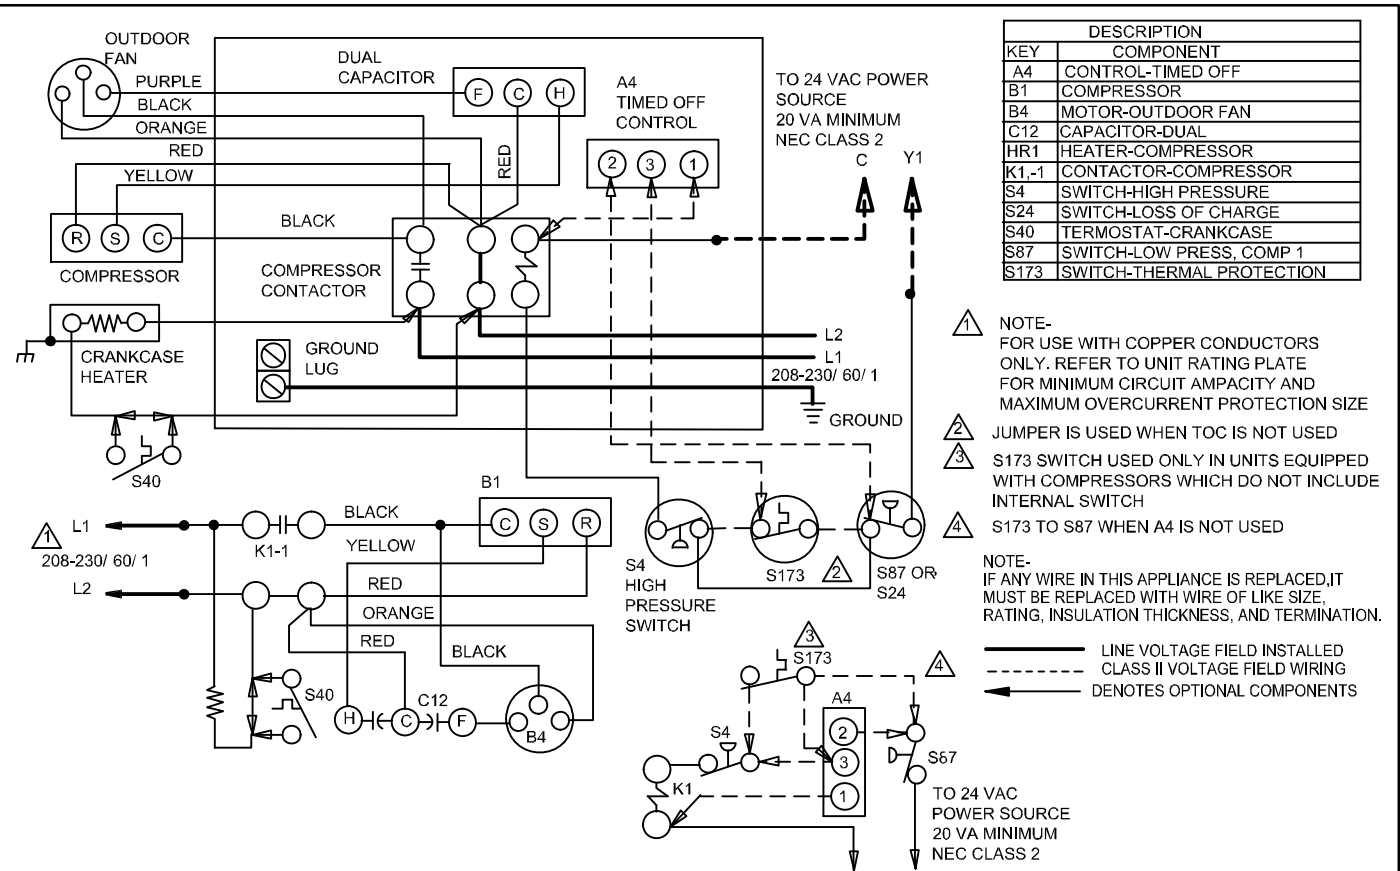 OUTDOOR
FAN
PURPLE
BLACK
ORANGE
RED
YELLOW
DUAL
CAPACITOR
F C H
A4
TIMED OFF
CONTROL
2 3 1
RED
TO 24 VAC POWER
SOURCE
20 VA MINIMUM
NEC CLASS 2
C Y1
R S C
COMPRESSOR
BLACK
COMPRESSOR
CONTACTOR
CRANKCASE
HEATER
GROUND
LUG
L2
L1
208-230/ 60/ 1
GROUND
S40
DESCRIPTION
KEY COMPONENT
A4 CONTROL-TIMED OFF
B1 COMPRESSOR
B4 MOTOR-OUTDOOR FAN
C12 CAPACITOR-DUAL
HR1 HEATER-COMPRESSOR
K1,-1 CONTACTOR-COMPRESSOR
S4 SWITCH-HIGH PRESSURE
S24 SWITCH-LOSS OF CHARGE
S40 TERMOSTAT-CRANKCASE
S87 SWITCH-LOW PRESS, COMP 1
S173 SWITCH-THERMAL PROTECTION
1 NOTE-
FOR USE WITH COPPER CONDUCTORS
ONLY. REFER TO UNIT RATING PLATE
FOR MINIMUM CIRCUIT AMPACITY AND
MAXIMUM OVERCURRENT PROTECTION SIZE
2 JUMPER IS USED WHEN TOC IS NOT USED
3 S173 SWITCH USED ONLY IN UNITS EQUIPPED
WITH COMPRESSORS WHICH DO NOT INCLUDE
INTERNAL SWITCH
4 S173 TO S87 WHEN A4 IS NOT USED
NOTE-
IF ANY WIRE IN THIS APPLIANCE IS REPLACED,IT
MUST BE REPLACED WITH WIRE OF LIKE SIZE,
RATING, INSULATION THICKNESS, AND TERMINATION.
LINE VOLTAGE FIELD INSTALLED
CLASS II VOLTAGE FIELD WIRING
DENOTES OPTIONAL COMPONENTS
1 L1
208-230/ 60/ 1
L2
K1-1
BLACK
B1
C S R
YELLOW
RED
ORANGE
RED
BLACK
S40
C12
H C F
B4
S4
HIGH
PRESSURE
SWITCH
S173
2
S87 OR
S24
3
S173
4
A4
2
3
1
S4
K1
S87
TO 24 VAC
POWER SOURCE
20 VA MINIMUM
NEC CLASS 2